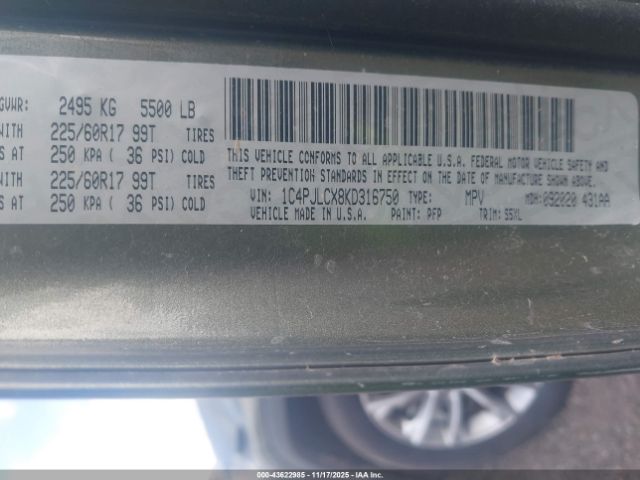 GVWR: 2495 KG 5500 LB
WITH 225/60R17 99T TIRES
AT 250 KPA ( 36 PSI) COLD
WITH 225/60R17 99T TIRES
AT 250 KPA ( 36 PSI) COLD
THIS VEHICLE CONFORMS TO ALL APPLICABLE U.S.A. FEDERAL MOTOR VEHICLE SAFETY AND
THEFT PREVENTION STANDARDS IN EFFECT ON THE DATE OF MANUFACTURE SHOWN ABOVE.
VIN: 1C4PJLCX8KD316750 TYPE: MPV MDH: 092020 431AA
VEHICLE MADE IN U.S.A. PAINT: PFP TRIM:
000-43622985 11/17/2025 IAA Inc.